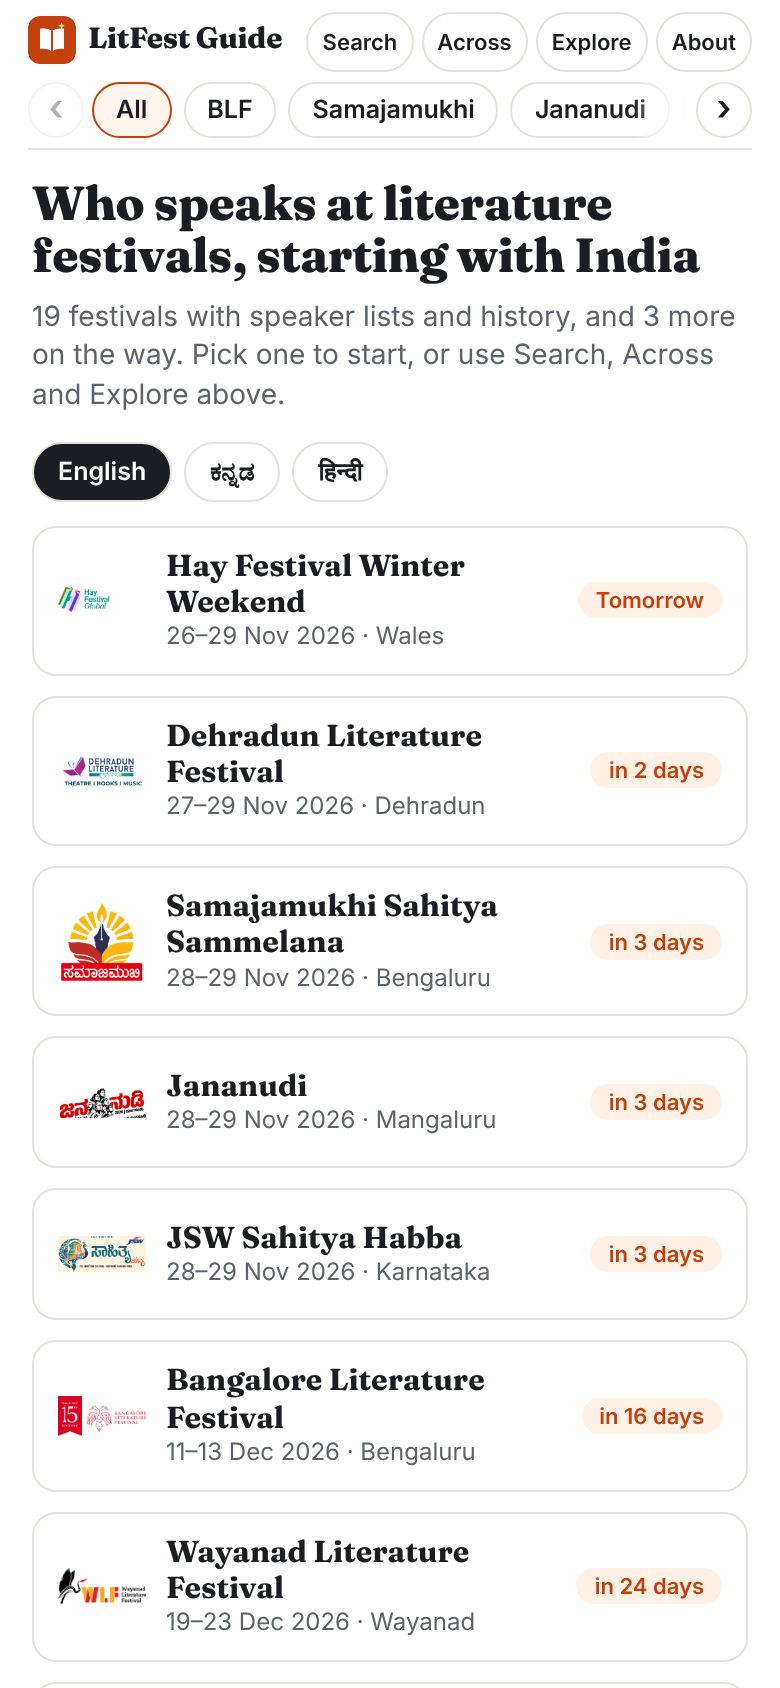 LitFest Guide
Search
Across
Explore
About
All
BLF
Samajamukhi
Jananudi
Who speaks at literature
festivals, starting with India
19 festivals with speaker lists and history, and 3 more
on the way. Pick one to start, or use Search, Across
and Explore above.
English
ಕನ್ನಡ
हिन्दी
Hay
Festival
Global
Hay Festival Winter
Weekend
26–29 Nov 2026 · Wales
Tomorrow
DEHRADUN
LITERATURE
THEATRE I BOOKS I MUSIC
Dehradun Literature
Festival
27–29 Nov 2026 · Dehradun
in 2 days
ಸಮಾಜಮುಖಿ
Samajamukhi Sahitya
Sammelana
28–29 Nov 2026 · Bengaluru
in 3 days
ಜನ ನುಡಿ
Jananudi
28–29 Nov 2026 · Mangaluru
in 3 days
JSW
ಸಾಹಿತ್ಯ
JSW Sahitya Habba
28–29 Nov 2026 · Karnataka
in 3 days
15
BANGALORE
LITERATURE
FESTIVAL
Bangalore Literature
Festival
11–13 Dec 2026 · Bengaluru
in 16 days
WLF
Wayanad
Literature
Festival
Wayanad Literature
Festival
19–23 Dec 2026 · Wayanad
in 24 days